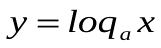 y = loq_a x